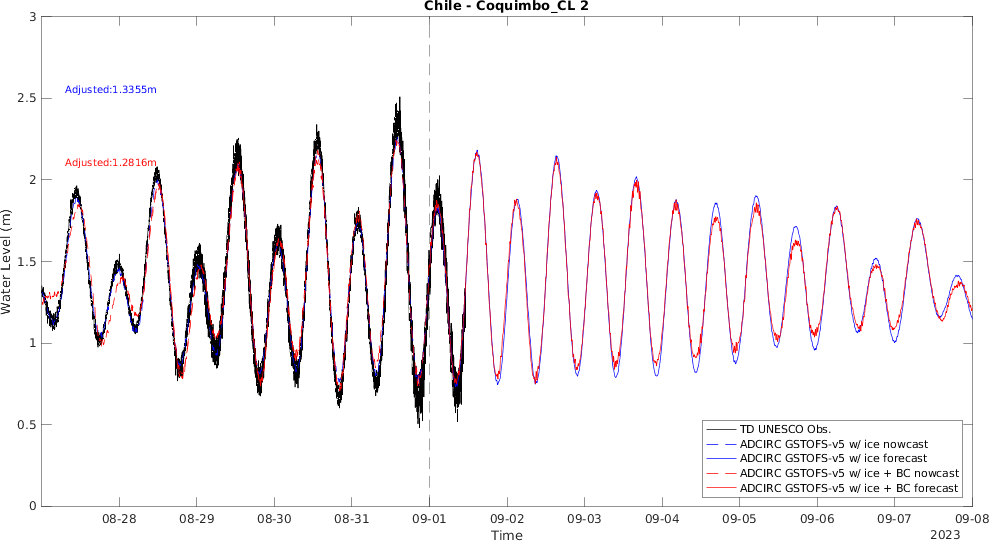 Chile - Coquimbo_CL 2
3
2.5
2
1.5
1
0.5
0
Water Level (m)
Adjusted:1.3355m
Adjusted:1.2816m
TD UNESCO Obs.
ADCIRC GSTOFS-v5 w/ ice nowcast
ADCIRC GSTOFS-v5 w/ ice forecast
ADCIRC GSTOFS-v5 w/ ice + BC nowcast
ADCIRC GSTOFS-v5 w/ ice + BC forecast
08-28 08-29 08-30 08-31 09-01 09-02 09-03 09-04 09-05 09-06 09-07 09-08
Time
2023